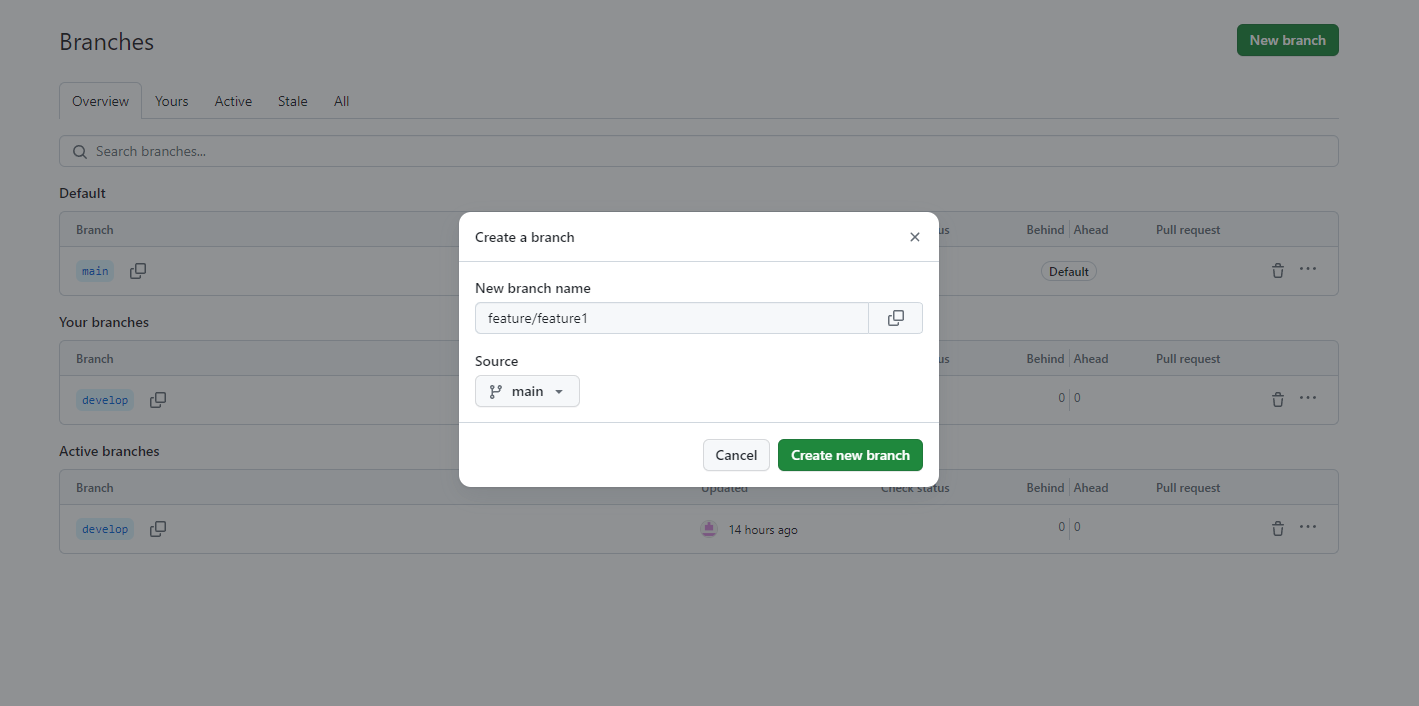 Branches
New branch
Overview Yours Active Stale All
Search branches...
Default
Branch Behind Ahead Pull request
main Default
Create a branch
New branch name
feature/feature1
Source
main
Cancel Create new branch
Your branches
Branch Behind Ahead Pull request
develop 0 0
Active branches
Branch Updated Check status Behind Ahead Pull request
develop 14 hours ago 0 0